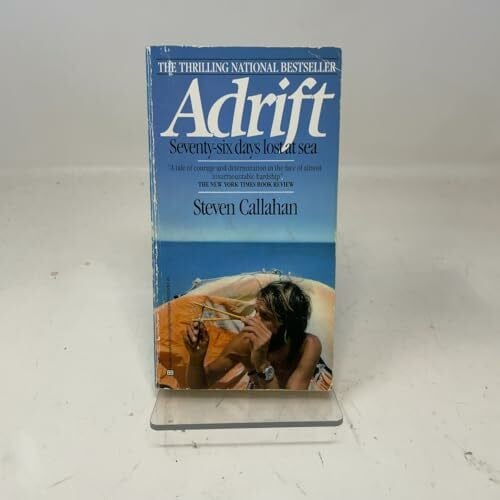 THE THRILLING NATIONAL BESTSELLER
Adrift
Seventy-six days lost at sea
"A tale of courage and determination in the face of almost
insurmountable hardship"
THE NEW YORK TIMES BOOK REVIEW
Steven Callahan